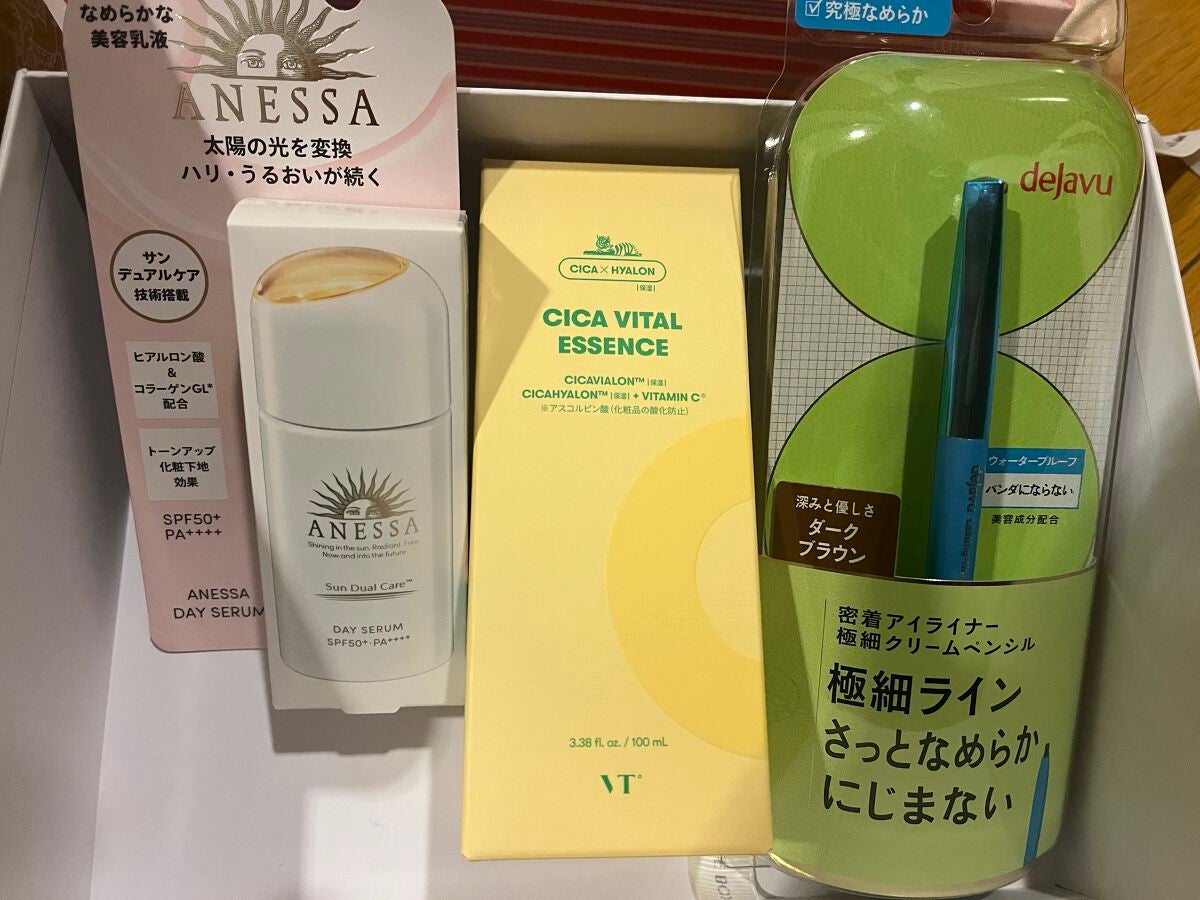 なめらかな
美容乳液
ANESSA
太陽の光を変換
ハリ・うるおいが続く
サン
デュアルケア
技術搭載
ヒアルロン酸
&
コラーゲンGL*
配合
トーンアップ
化粧下地
効果
SPF50+
PA++++
ANESSA
DAY SERUM
ANESSA
Shining in the sun. Radiant. Free.
Now and into the future.
Sun Dual Care™
DAY SERUM
SPF50+・PA++++
CICA×HYALON
|保湿|
CICA VITAL
ESSENCE
CICAVIALON™ |保湿|
CICAHYALON™ |保湿| + VITAMIN C※
※アスコルビン酸(化粧品の酸化防止)
3.38 fl. oz. / 100 mL
VT
究極なめらか
deJavu
ウォータープルーフ
パンダにならない
美容成分配合
deJavu
深みと優しさ
ダーク
ブラウン
密着アイライナー
極細クリームペンシル
極細ライン
さっとなめらか
にじまない